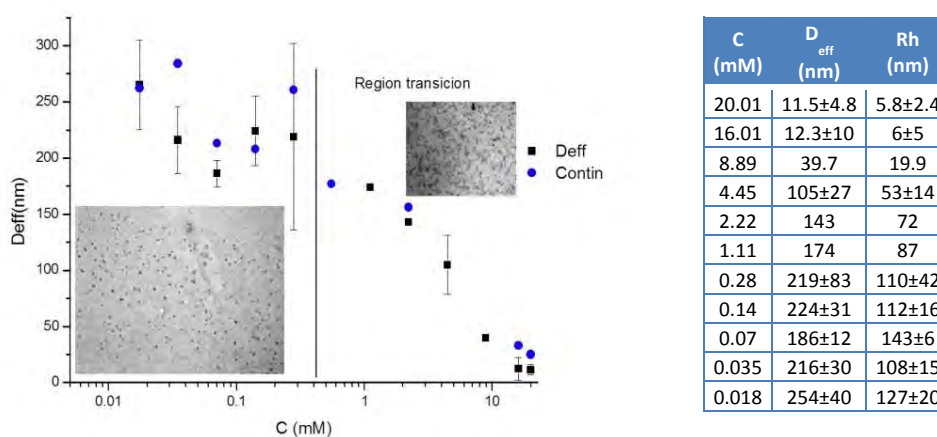 300
250
200
150
100
50
0
Deff(nm)
Region transicion
Deff
Contin
0.01 0.1 1 10
C (mM)
C (mM) D eff (nm) Rh (nm)
20.01 11.5±4.8 5.8±2.4
16.01 12.3±10 6±5
8.89 39.7 19.9
4.45 105±27 53±14
2.22 143 72
1.11 174 87
0.28 219±83 110±42
0.14 224±31 112±16
0.07 186±12 143±6
0.035 216±30 108±15
0.018 254±40 127±20